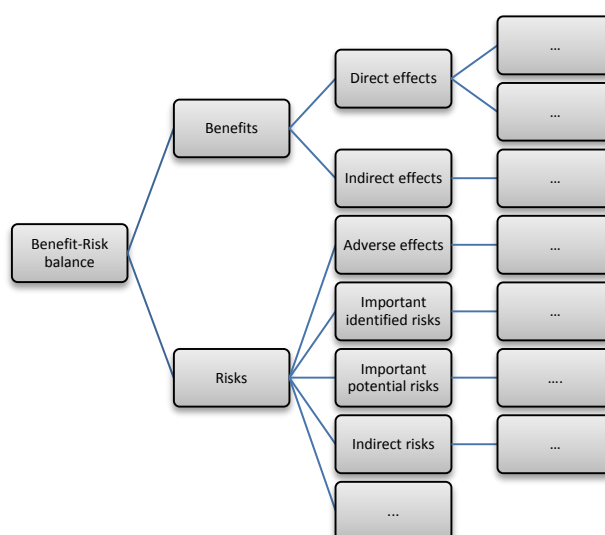 ...
Direct effects
...
Benefits
Indirect effects
...
Benefit-Risk
balance
Adverse effects
...
Important
identified risks
...
Risks
Important
potential risks
....
Indirect risks
...
...